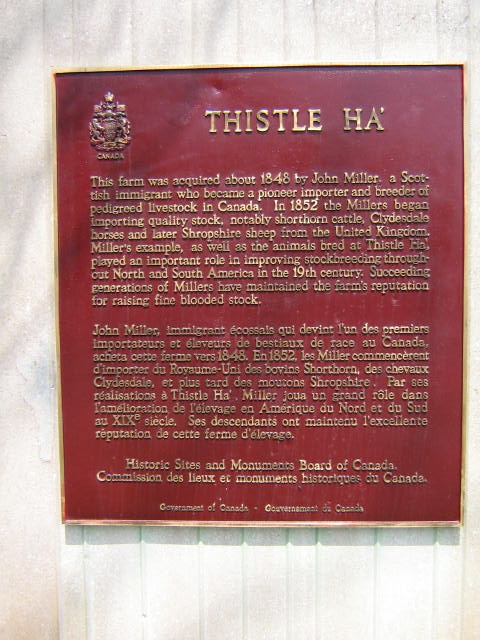 CANADA
THISTLE HA'
This farm was acquired about 1848 by John Miller, a Scot-
tish immigrant who became a pioneer importer and breeder of
pedigreed livestock in Canada. In 1852 the Millers began
importing quality stock, notably shorthorn cattle, Clydesdale
horses and later Shropshire sheep from the United Kingdom.
Miller's example, as well as the animals bred at Thistle Ha',
played an important role in improving stockbreeding through-
out North and South America in the 19th century. Succeeding
generations of Millers have maintained the farm's reputation
for raising fine blooded stock.
John Miller, immigrant écossais qui devint l'un des premiers
importateurs et éleveurs de bestiaux de race au Canada,
acheta cette ferme vers 1848. En 1852, les Miller commencèrent
d'importer du Royaume-Uni des bovins Shorthorn, des chevaux
Clydesdale, et plus tard des moutons Shropshire. Par ses
réalisations à Thistle Ha', Miller joua un grand rôle dans
l'amélioration de l'élevage en Amérique du Nord et du Sud
au XIXe siècle. Ses descendants ont maintenu l'excellente
réputation de cette ferme d'élevage.
Historic Sites and Monuments Board of Canada.
Commission des lieux et monuments historiques du Canada.
Government of Canada - Gouvernement du Canada